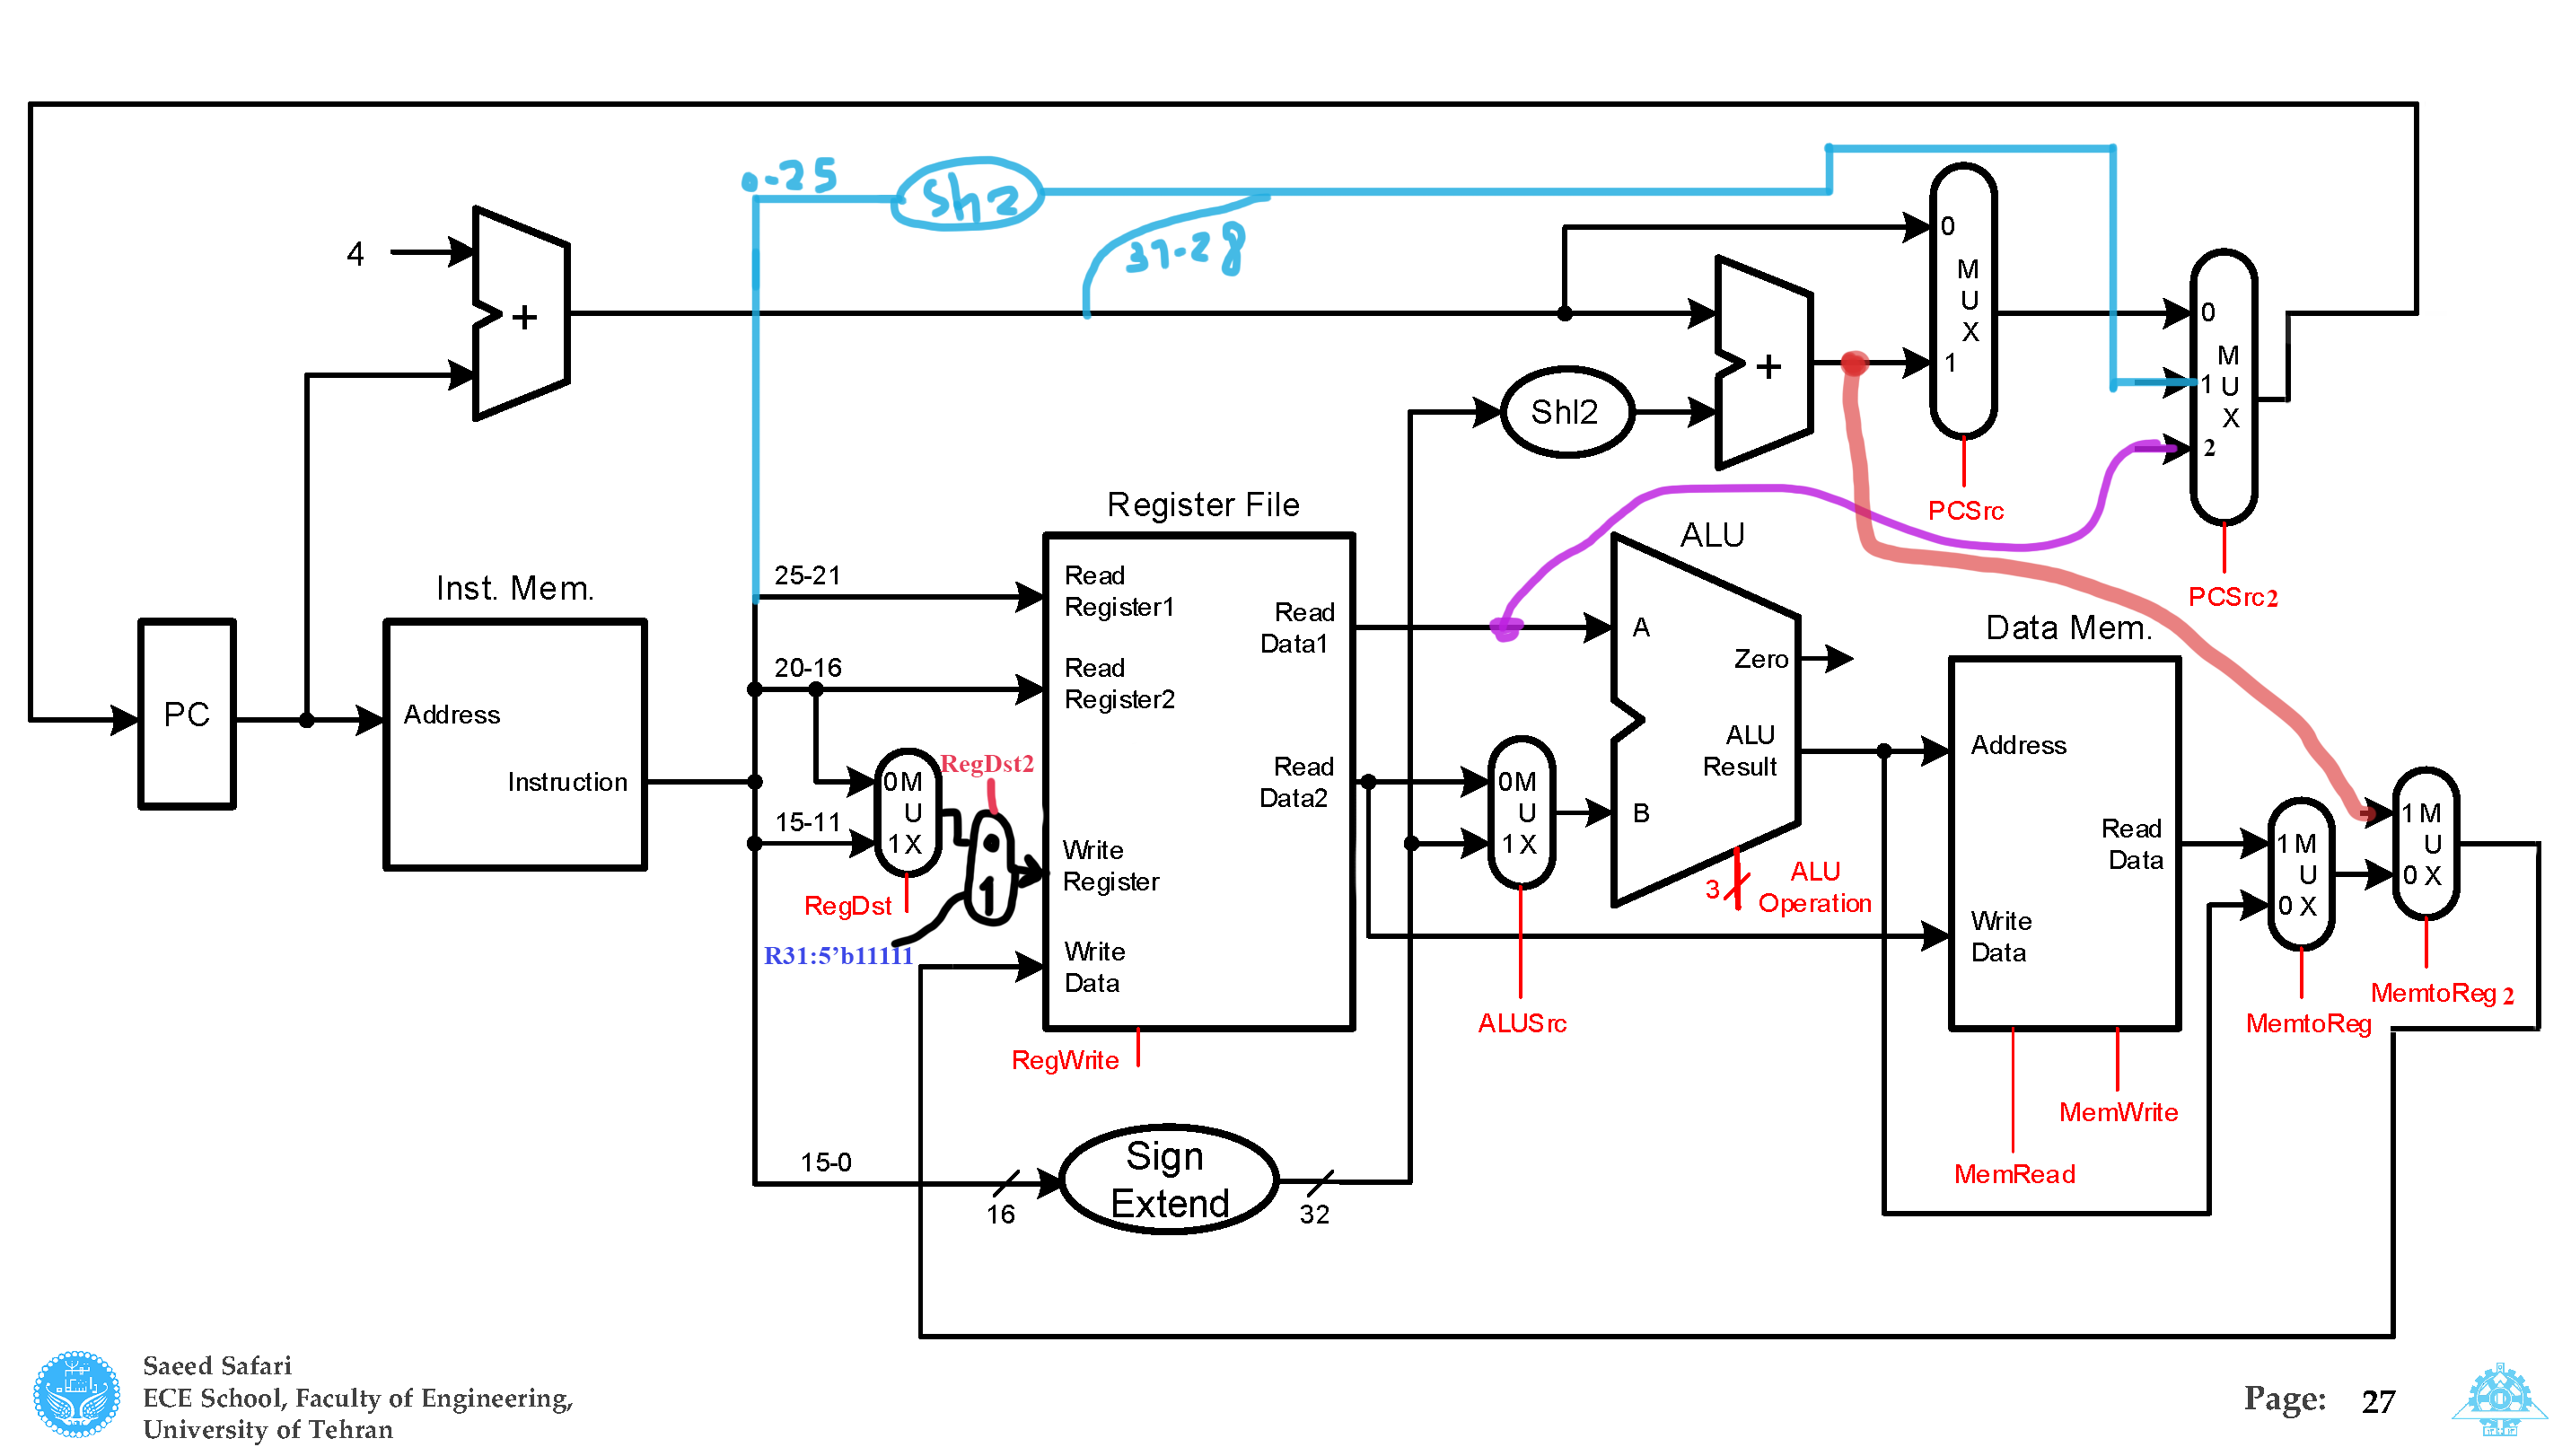 0-25
Sh2
31-28
4
+
0
M
U
X
1
+
Shl2
PCSrc
0
M
1 U
X
2
PCSrc2
Register File
ALU
Inst. Mem.
Data Mem.
25-21
Read
Register1
Read
Data1
A
Zero
20-16
Read
Register2
PC
Address
Instruction
0 M
U
1 X
15-11
RegDst
RegDst2
0
1
R31:5'b11111
Write
Register
Write
Data
Read
Data2
RegWrite
0 M
U
1 X
ALUSrc
B
ALU
Result
3
ALU
Operation
Address
Read
Data
Write
Data
MemRead
MemWrite
1 M
U
0 X
MemtoReg
1 M
U
0 X
MemtoReg 2
15-0
16
Sign
Extend
32
Saeed Safari
ECE School, Faculty of Engineering,
University of Tehran
Page: 27